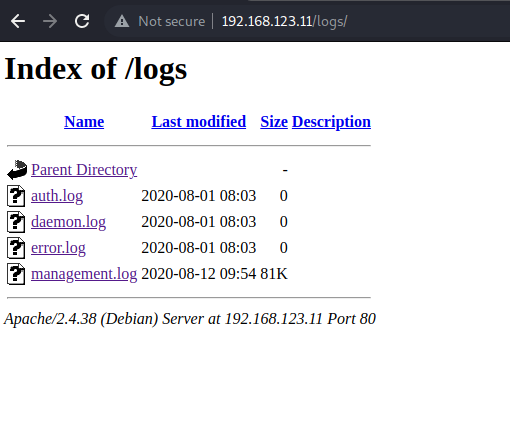 Not secure 192.168.123.11/logs/
Index of /logs
Name Last modified Size Description
Parent Directory -
auth.log 2020-08-01 08:03 0
daemon.log 2020-08-01 08:03 0
error.log 2020-08-01 08:03 0
management.log 2020-08-12 09:54 81K
Apache/2.4.38 (Debian) Server at 192.168.123.11 Port 80